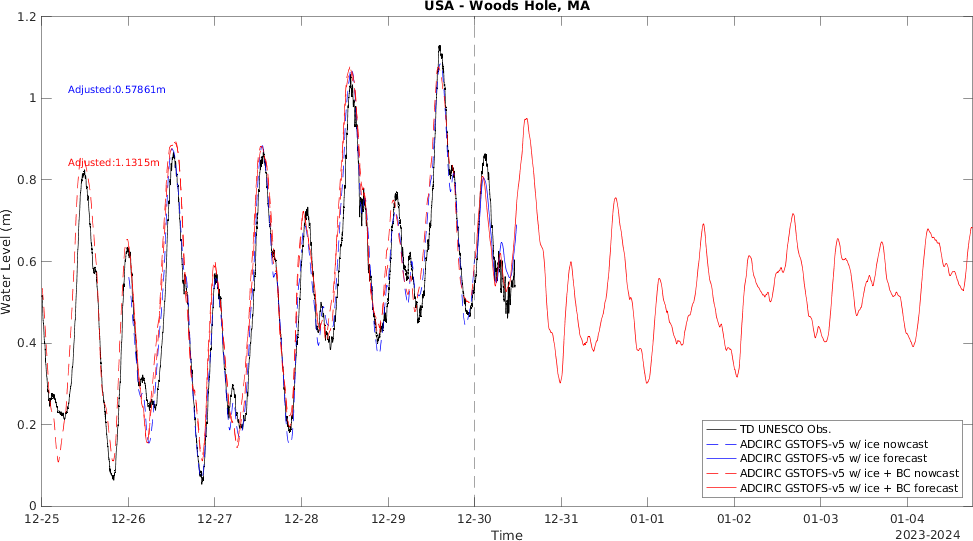 USA - Woods Hole, MA
1.2
1
0.8
0.6
0.4
0.2
0
Water Level (m)
Adjusted:0.57861m
Adjusted:1.1315m
TD UNESCO Obs.
ADCIRC GSTOFS-v5 w/ ice nowcast
ADCIRC GSTOFS-v5 w/ ice forecast
ADCIRC GSTOFS-v5 w/ ice + BC nowcast
ADCIRC GSTOFS-v5 w/ ice + BC forecast
12-25 12-26 12-27 12-28 12-29 12-30 12-31 01-01 01-02 01-03 01-04
Time
2023-2024